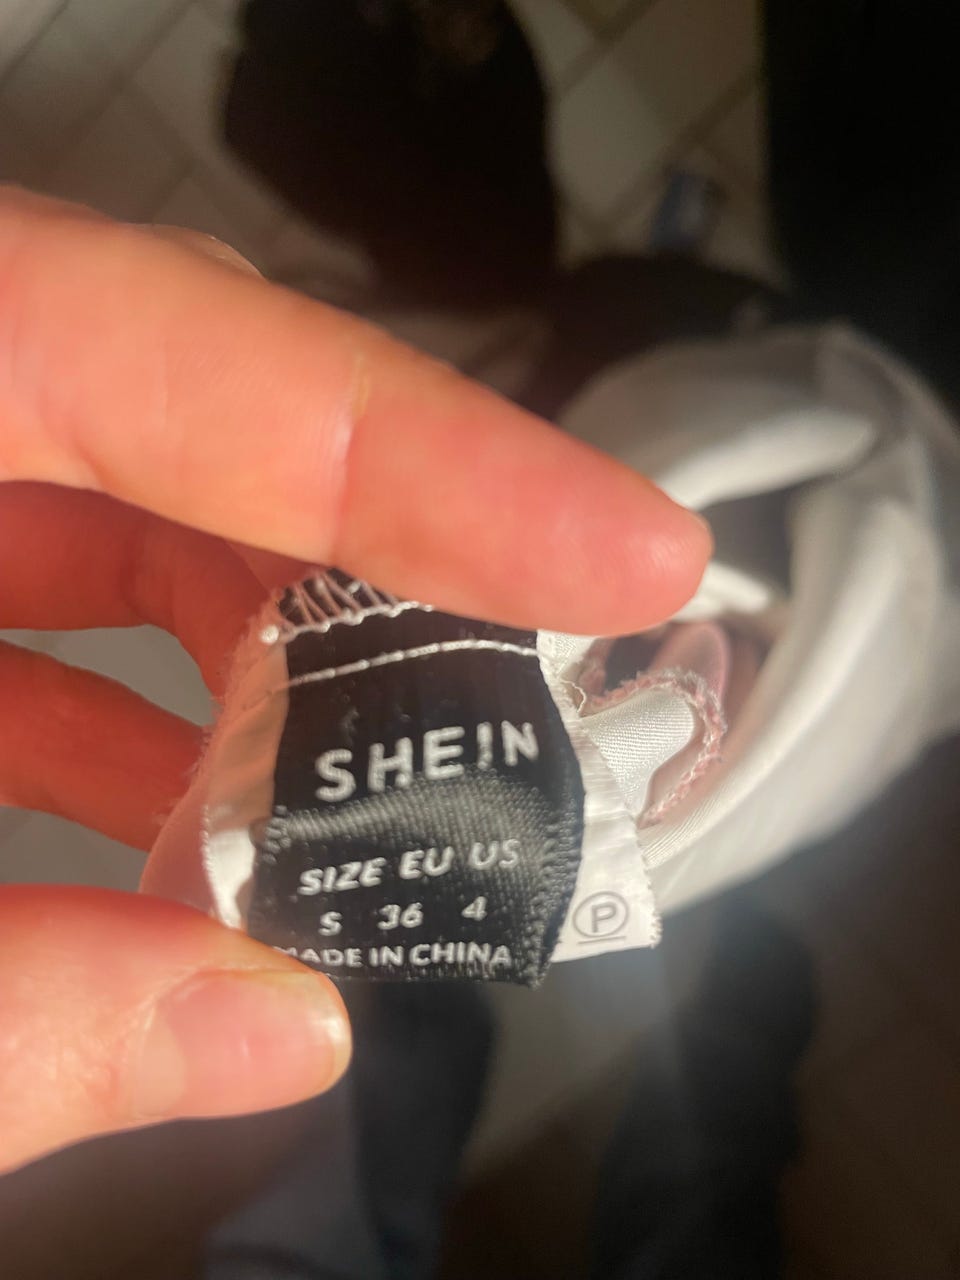 SHEIN
SIZE EU US
S 36 4
MADE IN CHINA
P